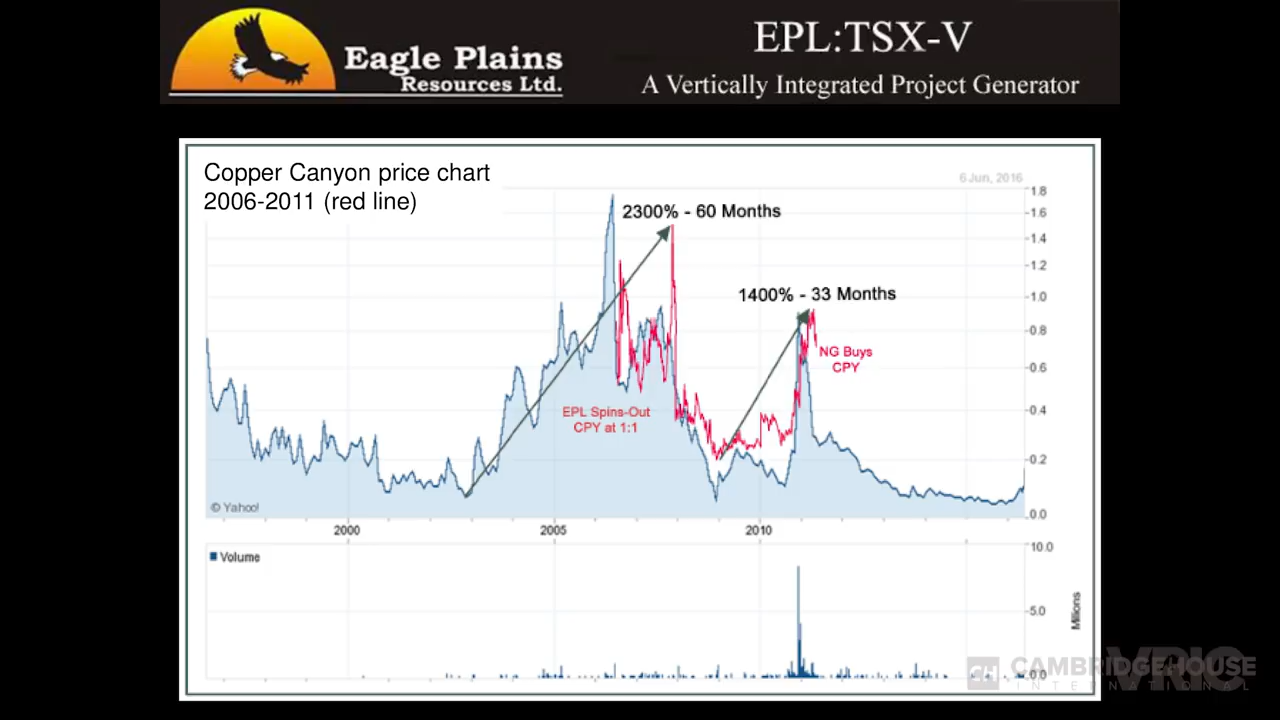 Eagle Plains
Resources Ltd.
EPL:TSX-V
A Vertically Integrated Project Generator
Copper Canyon price chart
2006-2011 (red line)
6 Jun, 2016
2300% - 60 Months
1400% - 33 Months
NG Buys
CPY
EPL Spins-Out
CPY at 1:1
© Yahoo!
1.8
1.6
1.4
1.2
1.0
0.8
0.6
0.4
0.2
0.0
2000
2005
2010
Volume
10.0
5.0
0.0
Millions
CH
CAMBRIDGEHOUSE
INTERNATIONAL
VRIC